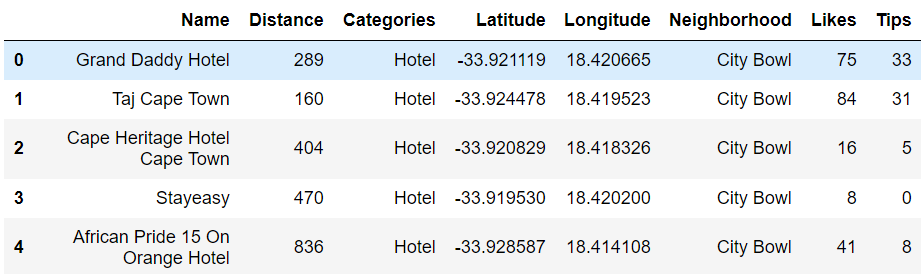 Name Distance Categories Latitude Longitude Neighborhood Likes Tips
0 Grand Daddy Hotel 289 Hotel -33.921119 18.420665 City Bowl 75 33
1 Taj Cape Town 160 Hotel -33.924478 18.419523 City Bowl 84 31
2 Cape Heritage Hotel
Cape Town 404 Hotel -33.920829 18.418326 City Bowl 16 5
3 Stayeasy 470 Hotel -33.919530 18.420200 City Bowl 8 0
4 African Pride 15 On
Orange Hotel 836 Hotel -33.928587 18.414108 City Bowl 41 8